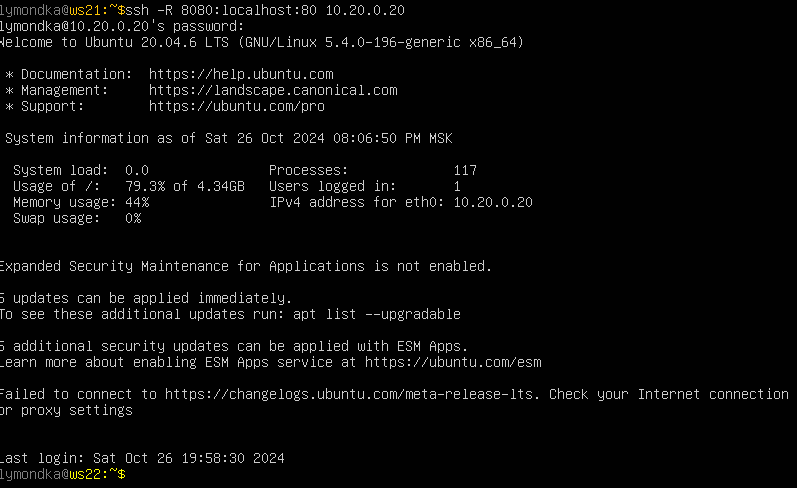 lymondka@ws21:~$ssh -R 8080:localhost:80 10.20.0.20
lymondka@10.20.0.20's password:
Welcome to Ubuntu 20.04.6 LTS (GNU/Linux 5.4.0-196-generic x86_64)
* Documentation:  https://help.ubuntu.com
* Management:     https://landscape.canonical.com
* Support:        https://ubuntu.com/pro
System information as of Sat 26 Oct 2024 08:06:50 PM MSK
System load:  0.0               Processes:             117
Usage of /:   79.3% of 4.34GB   Users logged in:       1
Memory usage: 44%               IPv4 address for eth0: 10.20.0.20
Swap usage:   0%
Expanded Security Maintenance for Applications is not enabled.
5 updates can be applied immediately.
To see these additional updates run: apt list --upgradable
5 additional security updates can be applied with ESM Apps.
Learn more about enabling ESM Apps service at https://ubuntu.com/esm
Failed to connect to https://changelogs.ubuntu.com/meta-release-lts. Check your Internet connection
or proxy settings
Last login: Sat Oct 26 19:58:30 2024
lymondka@ws22:~$